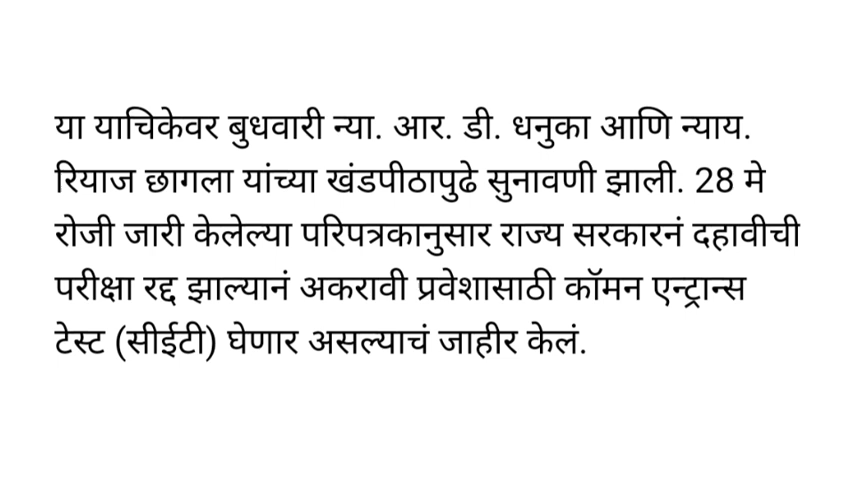 या याचिकेवर बुधवारी न्या. आर. डी. धनुका आणि न्याय.
रियाज छागला यांच्या खंडपीठापुढे सुनावणी झाली. 28 मे
रोजी जारी केलेल्या परिपत्रकानुसार राज्य सरकारनं दहावीची
परीक्षा रद्द झाल्यानं अकरावी प्रवेशासाठी कॉमन एन्ट्रान्स
टेस्ट (सीईटी) घेणार असल्याचं जाहीर केलं.